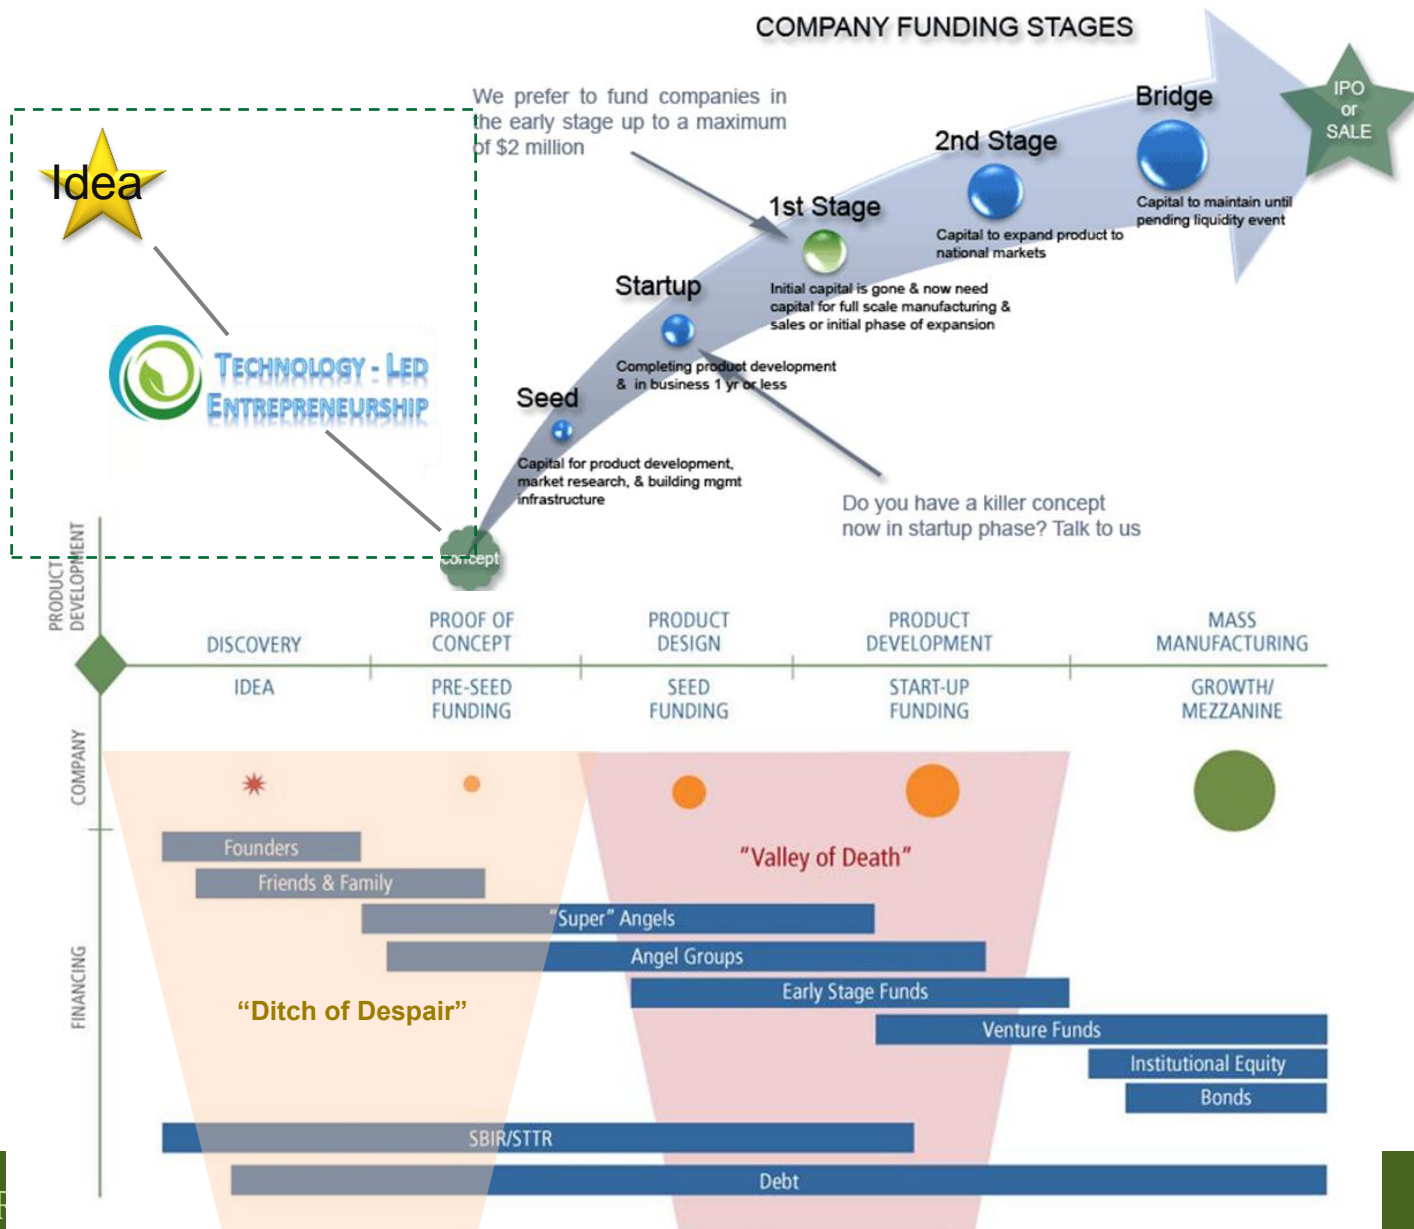 COMPANY FUNDING STAGES
We prefer to fund companies in
the early stage up to a maximum
of $2 million
Idea
TECHNOLOGY - LED
ENTREPRENEURSHIP
IPO
or
SALE
Bridge
Capital to maintain until
pending liquidity event
2nd Stage
Capital to expand product to
national markets
1st Stage
Initial capital is gone & now need
capital for full scale manufacturing &
sales or initial phase of expansion
Startup
Completing product development
& in business 1 yr or less
Seed
Capital for product development,
market research, & building mgmt
infrastructure
Do you have a killer concept
now in startup phase? Talk to us
concept
PRODUCT
DEVELOPMENT
DISCOVERY
PROOF OF
CONCEPT
PRODUCT
DESIGN
PRODUCT
DEVELOPMENT
MASS
MANUFACTURING
IDEA
PRE-SEED
FUNDING
SEED
FUNDING
START-UP
FUNDING
GROWTH/
MEZZANINE
COMPANY
FINANCING
Founders
Friends & Family
"Valley of Death"
"Super" Angels
Angel Groups
Early Stage Funds
“Ditch of Despair”
Venture Funds
Institutional Equity
Bonds
SBIR/STTR
Debt